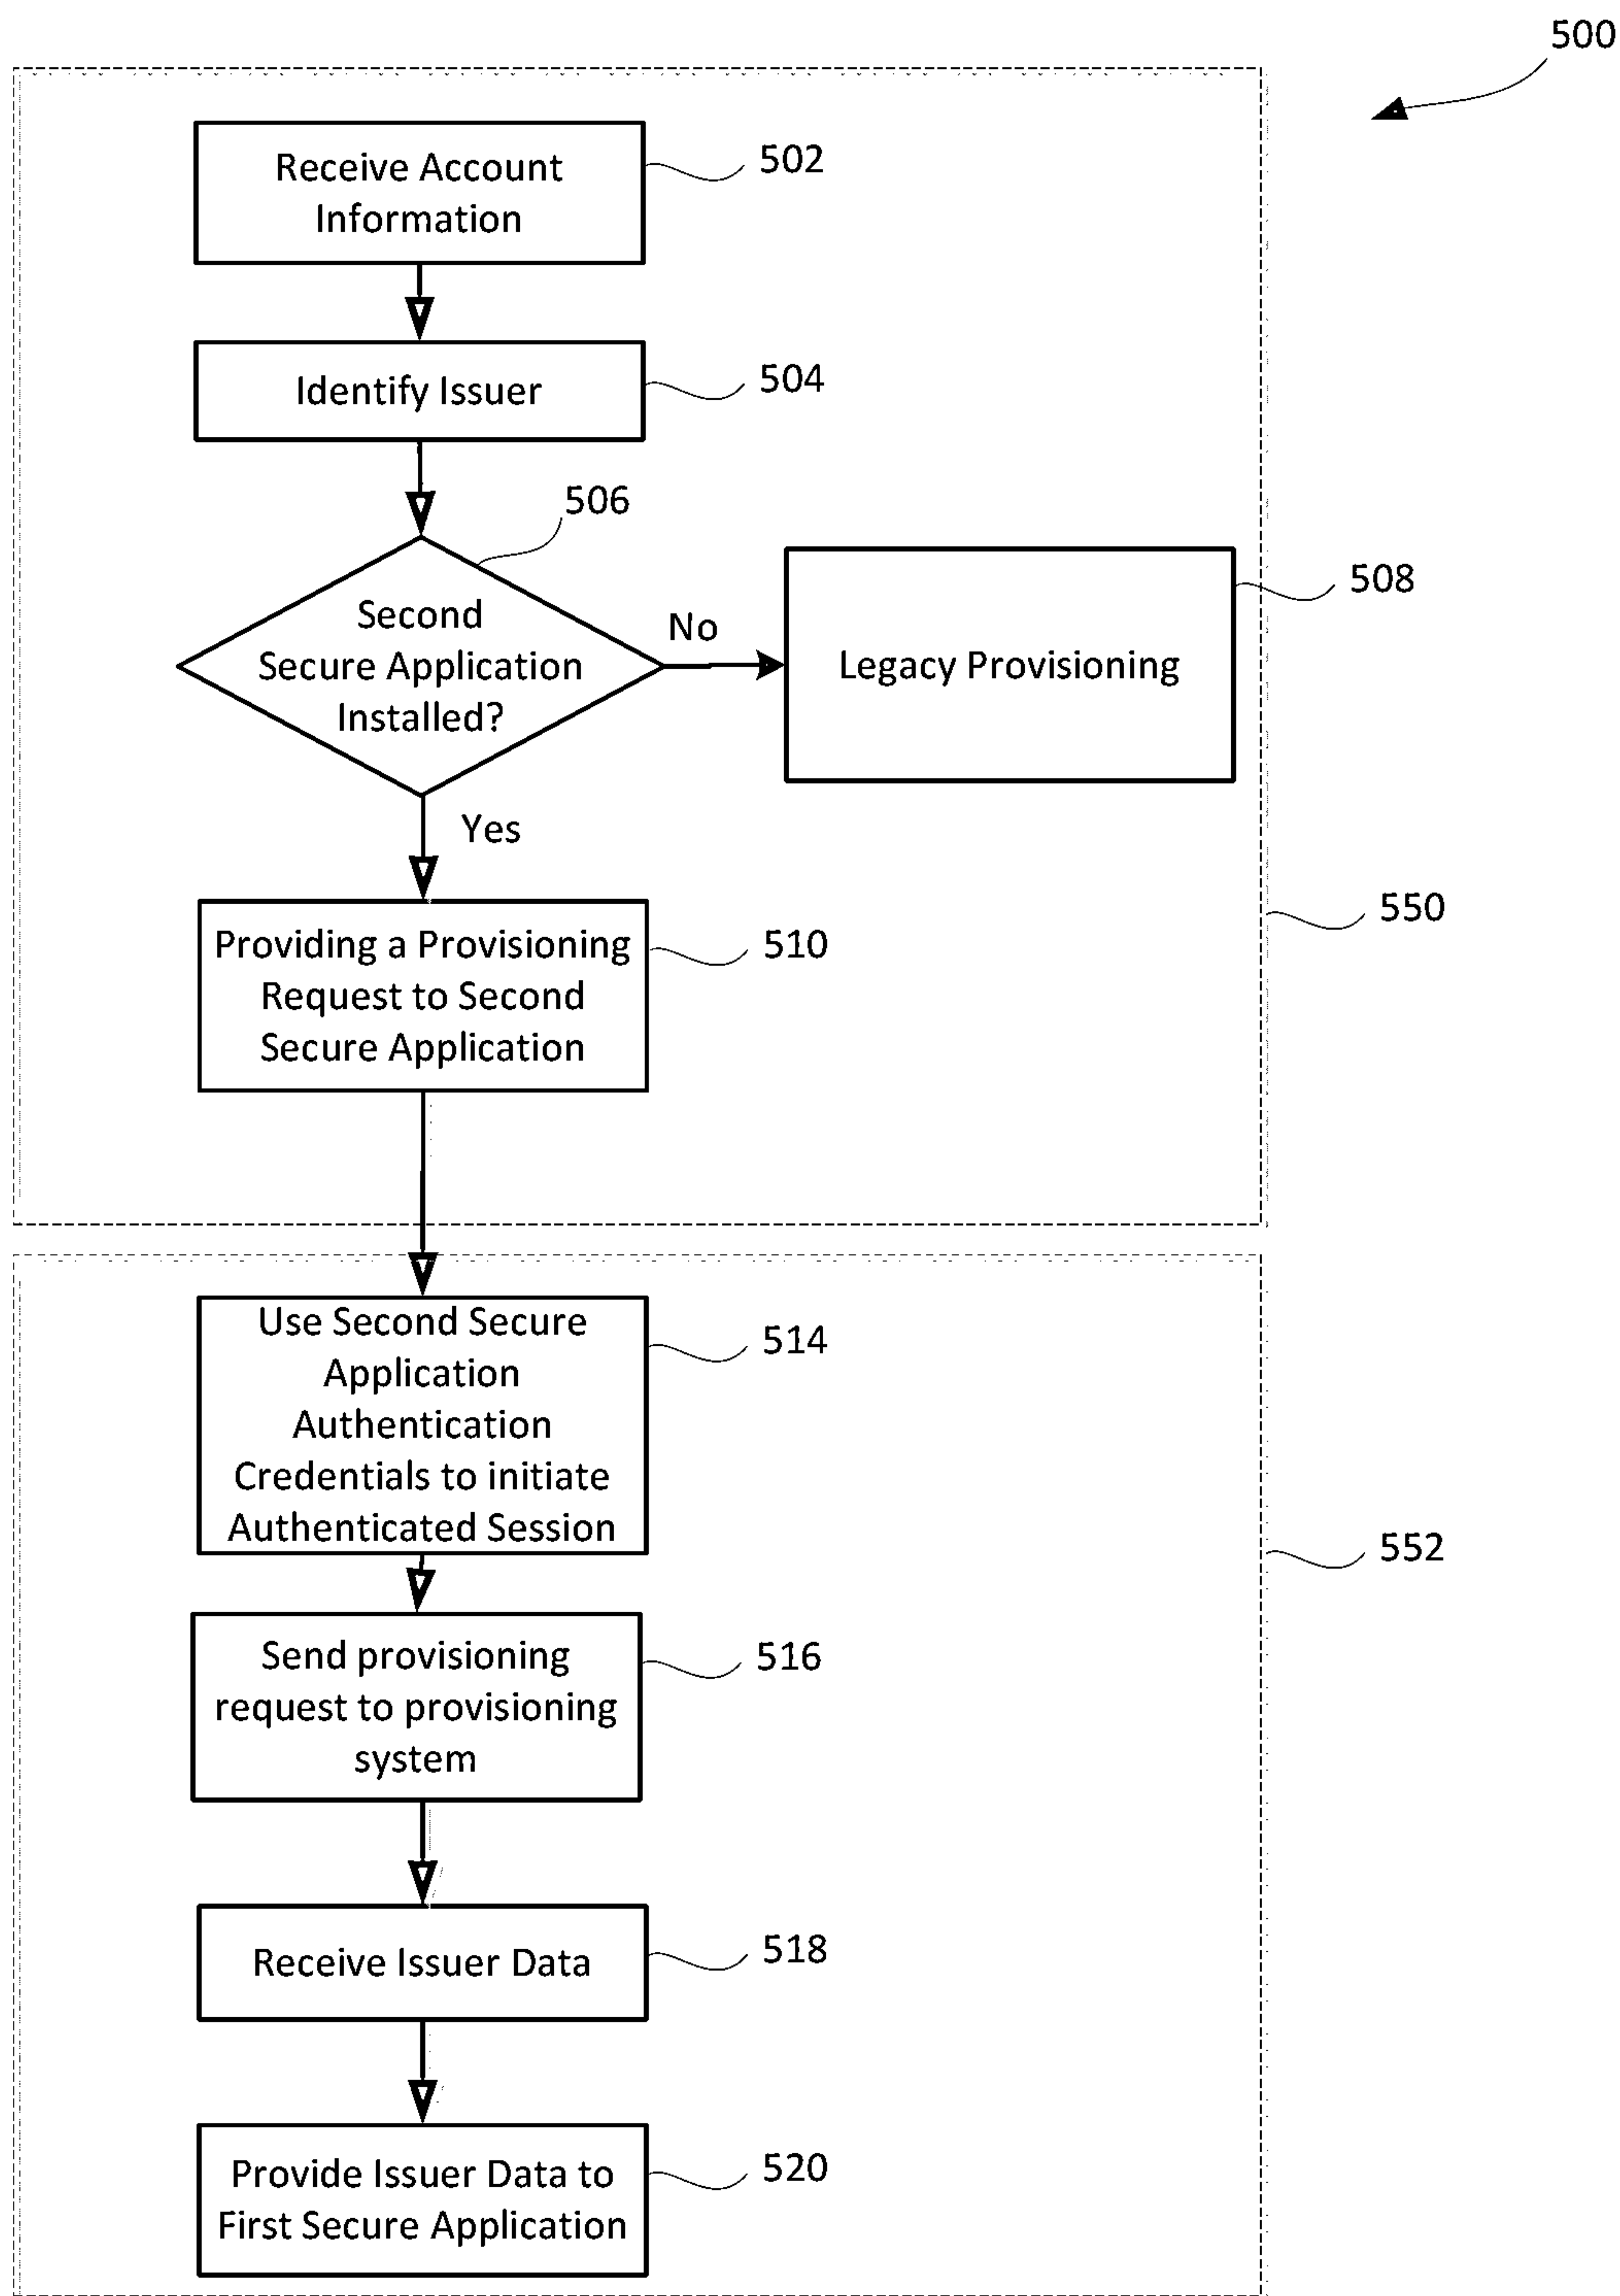 500
Receive Account
Information
502
Identify Issuer
504
506
Second
Secure Application
Installed?
No
Legacy Provisioning
508
Yes
550
Providing a Provisioning
Request to Second
Secure Application
510
Use Second Secure
Application
Authentication
Credentials to initiate
Authenticated Session
514
552
Send provisioning
request to provisioning
system
516
Receive Issuer Data
518
Provide Issuer Data to
First Secure Application
520